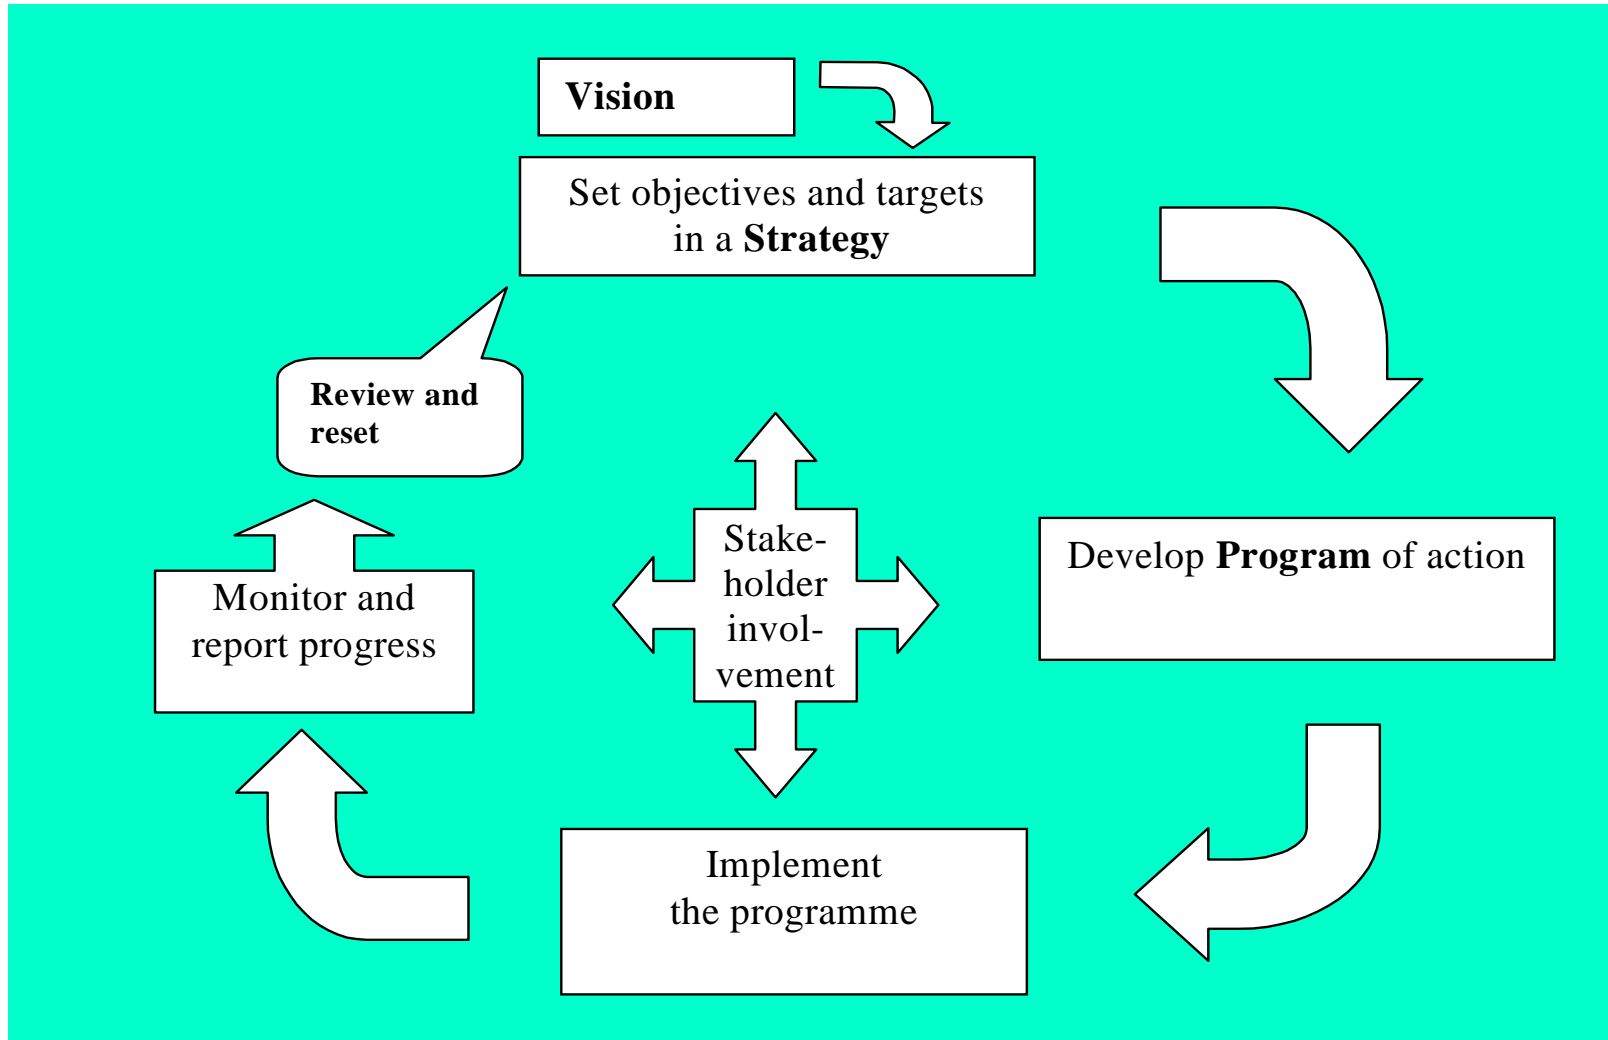 Vision
Set objectives and targets
in a Strategy
Review and
reset
Stake-
holder
invol-
vement
Develop Program of action
Monitor and
report progress
Implement
the programme